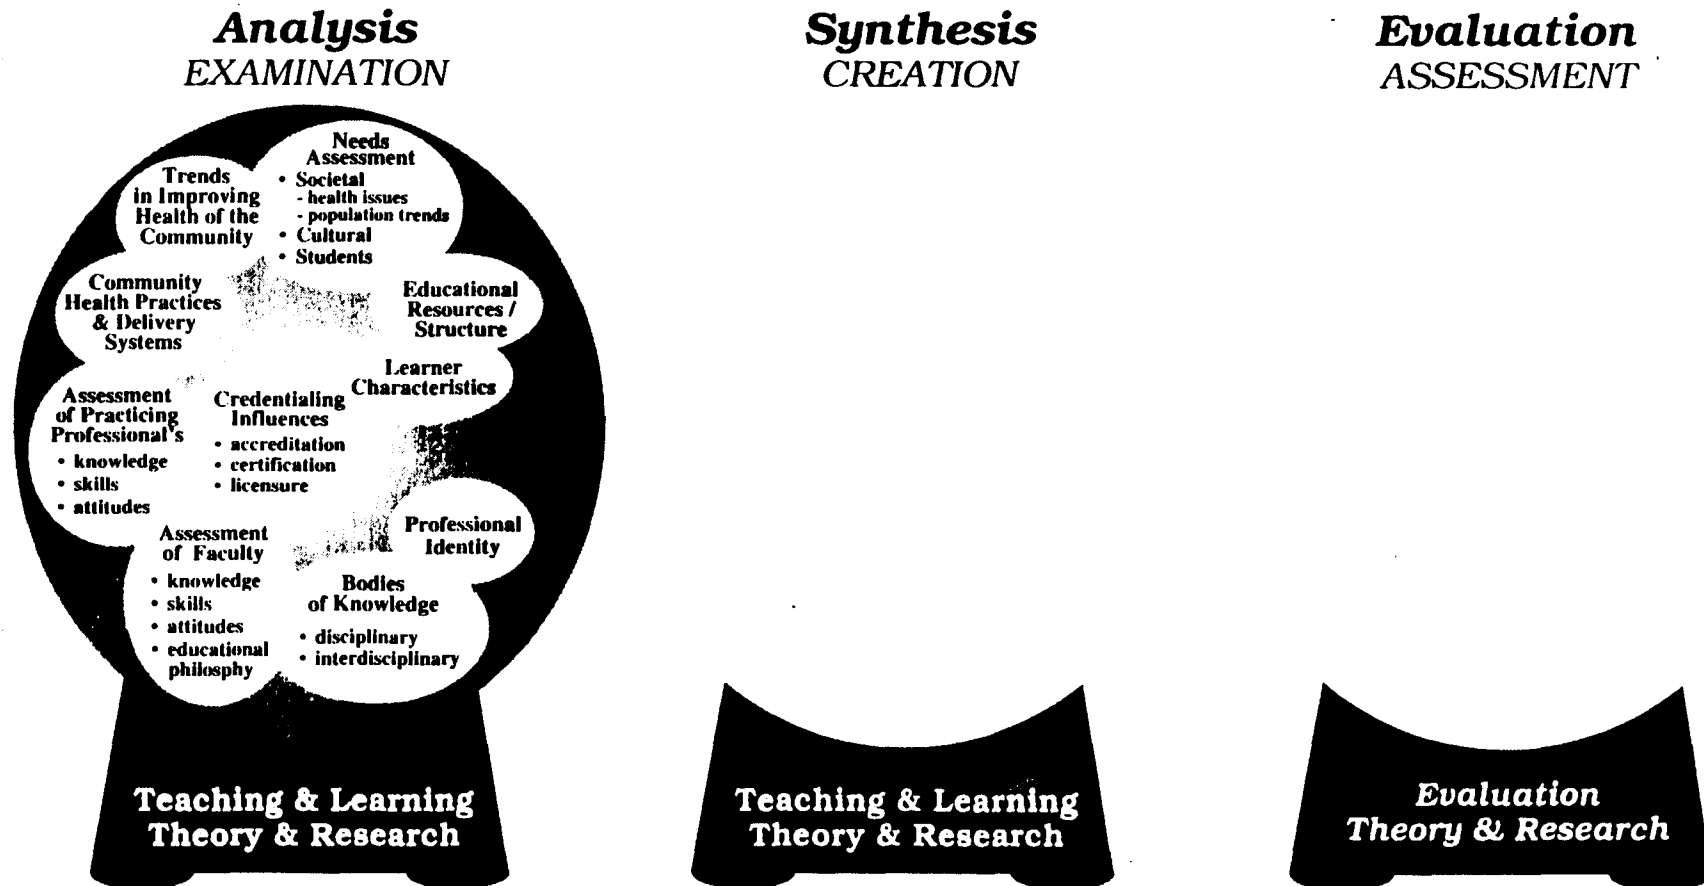 Analysis
EXAMINATION
Needs
Assessment
• Societal
- health issues
- population trends
• Cultural
• Students
Trends
in Improving
Health of the
Community
Community
Health Practices
& Delivery
Systems
Educational
Resources /
Structure
Learner
Characteristics
Assessment
of Practicing
Professional's
• knowledge
• skills
• attitudes
Credentialing
Influences
• accreditation
• certification
• licensure
Professional
Identity
Assessment
of Faculty
• knowledge
• skills
• attitudes
• educational
philosphy
Bodies
of Knowledge
• disciplinary
• interdisciplinary
Teaching & Learning
Theory & Research
Synthesis
CREATION
Teaching & Learning
Theory & Research
Evaluation
ASSESSMENT
Evaluation
Theory & Research